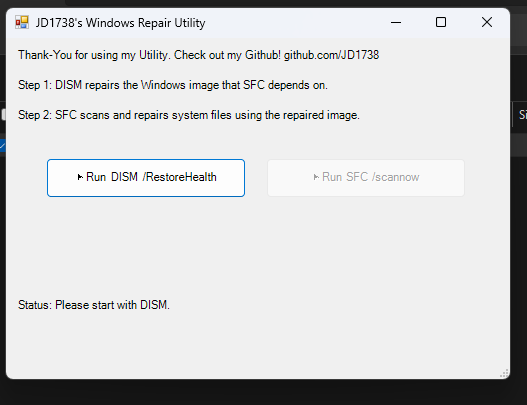 JD1738's Windows Repair Utility
Thank-You for using my Utility. Check out my Github! github.com/JD1738
Step 1: DISM repairs the Windows image that SFC depends on.
Step 2: SFC scans and repairs system files using the repaired image.
Run DISM /RestoreHealth
Run SFC /scannow
Status: Please start with DISM.